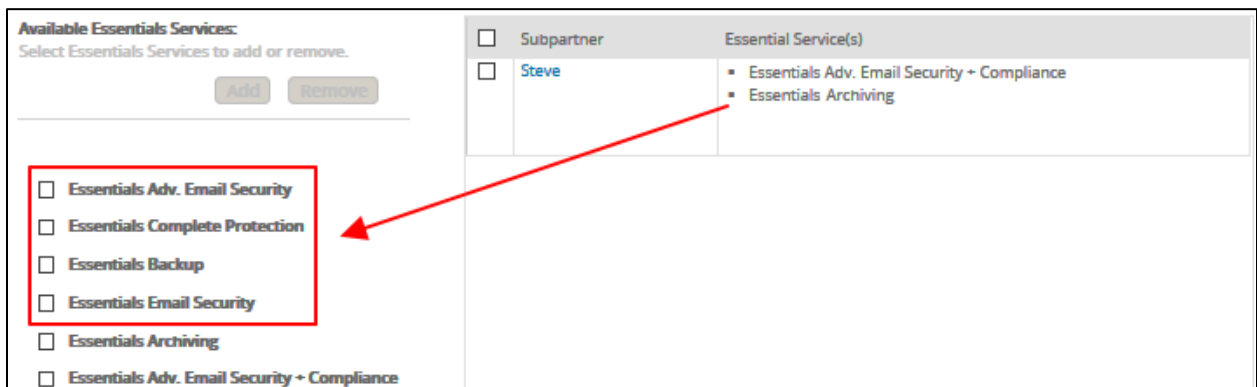 Available Essentials Services:
Select Essentials Services to add or remove.
Add Remove
Essentials Adv. Email Security
Essentials Complete Protection
Essentials Backup
Essentials Email Security
Essentials Archiving
Essentials Adv. Email Security + Compliance
Subpartner Essential Service(s)
Steve
Essentials Adv. Email Security + Compliance
Essentials Archiving